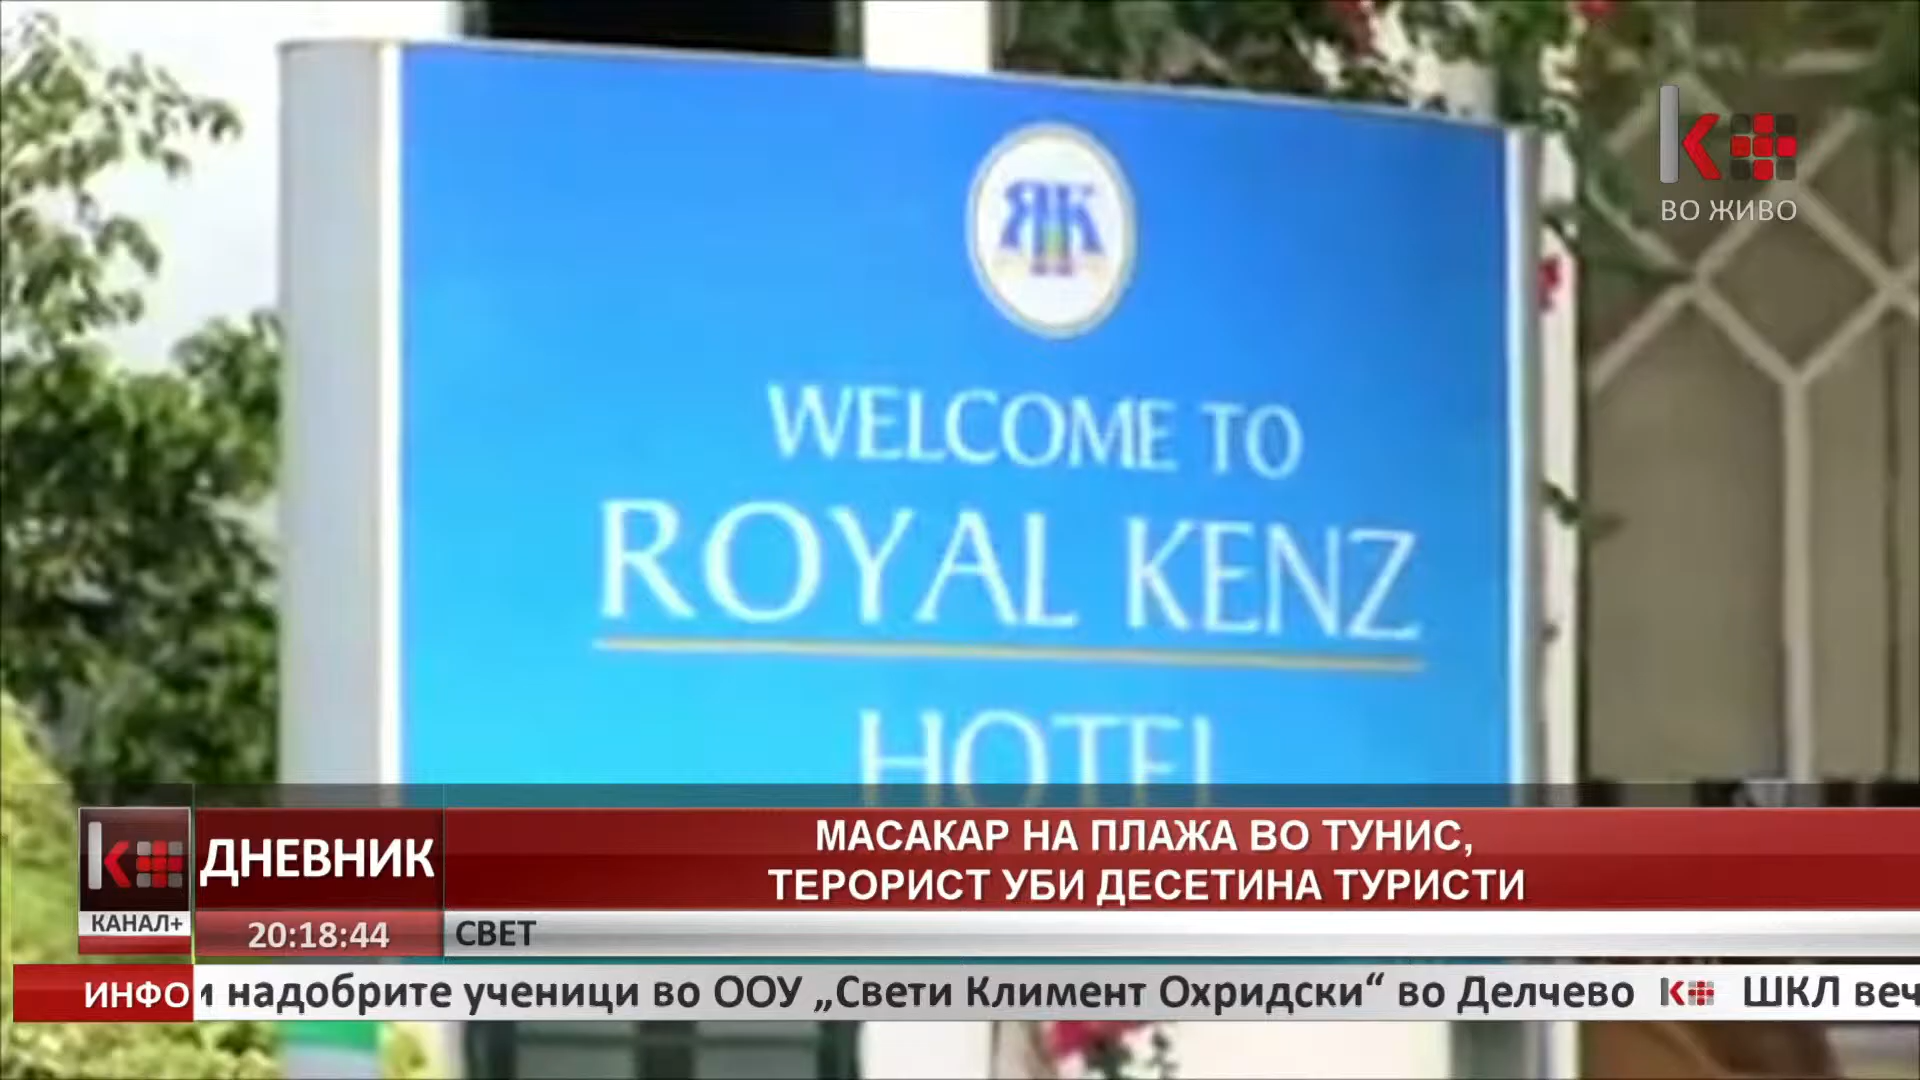 ВО ЖИВО
WELCOME TO
ROYAL KENZ
HOTEL
МАСАКАР НА ПЛАЖА ВО ТУНИС,
ТЕРОРИСТ УБИ ДЕСЕТИНА ТУРИСТИ
ДНЕВНИК
КАНАЛ+
20:18:44
СВЕТ
ИНФО
и надобрите ученици во ООУ „Свети Климент Охридски“ во Делчево ШКЛ веч